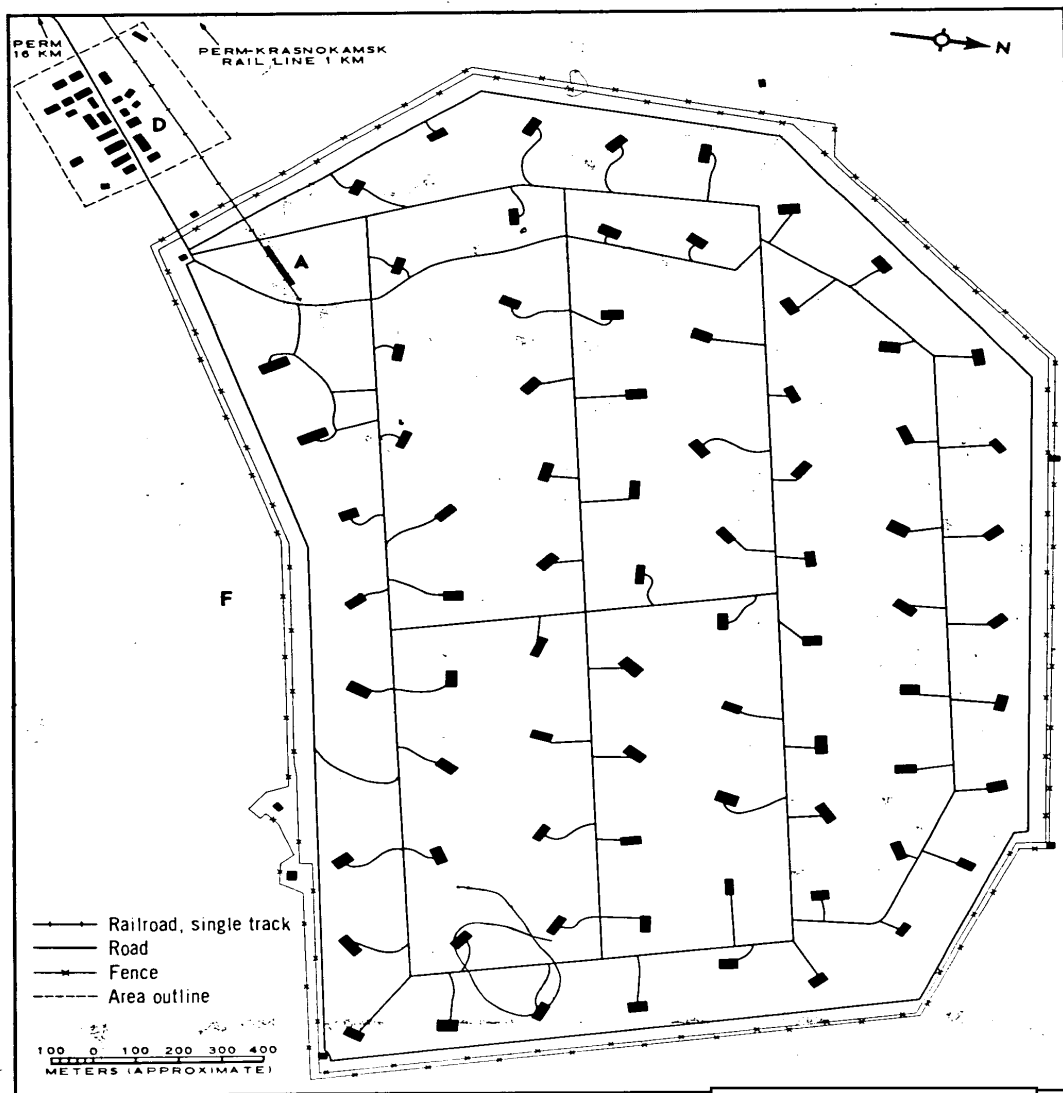 PERM
16 KM
PERM-KRASNOKAMSK
RAIL LINE 1 KM
N
D
A
F
Railroad, single track
Road
Fence
Area outline
100 0 100 200 300 400
METERS (APPROXIMATE)